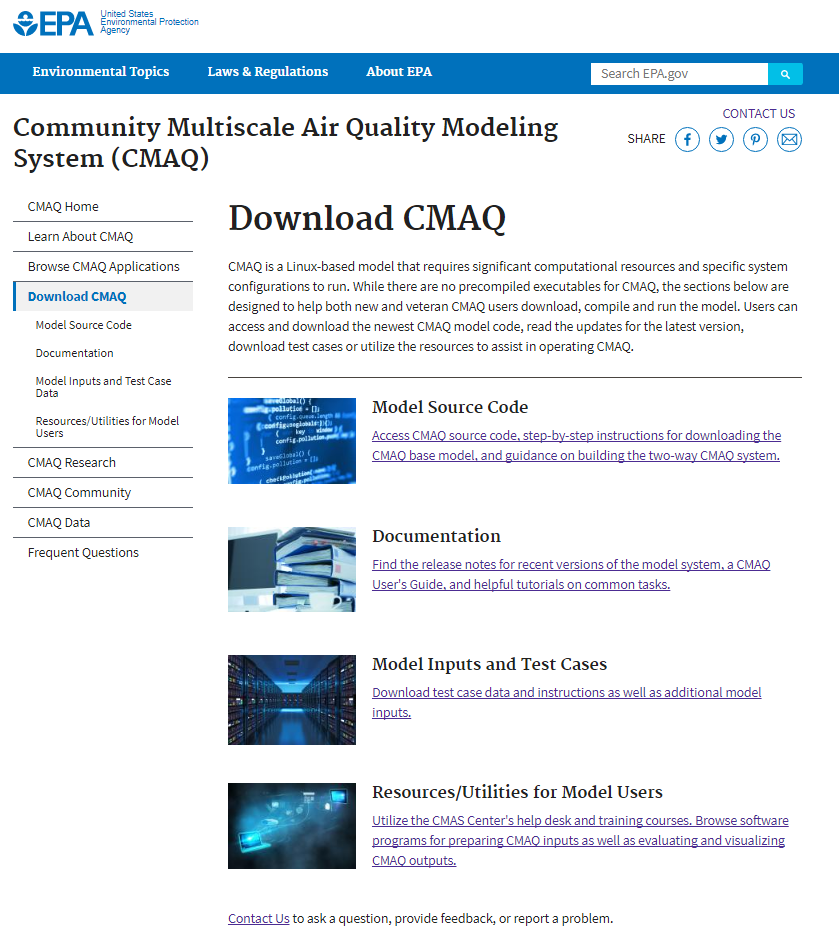 EPA
United States
Environmental Protection
Agency
Environmental Topics
Laws & Regulations
About EPA
Search EPA.gov
CONTACT US
SHARE
Community Multiscale Air Quality Modeling
System (CMAQ)
CMAQ Home
Learn About CMAQ
Browse CMAQ Applications
Download CMAQ
Model Source Code
Documentation
Model Inputs and Test Case
Data
Resources/Utilities for Model
Users
CMAQ Research
CMAQ Community
CMAQ Data
Frequent Questions
Download CMAQ
CMAQ is a Linux-based model that requires significant computational resources and specific system
configurations to run. While there are no precompiled executables for CMAQ, the sections below are
designed to help both new and veteran CMAQ users download, compile and run the model. Users can
access and download the newest CMAQ model code, read the updates for the latest version,
download test cases or utilize the resources to assist in operating CMAQ.
Model Source Code
Access CMAQ source code, step-by-step instructions for downloading the
CMAQ base model, and guidance on building the two-way CMAQ system.
Documentation
Find the release notes for recent versions of the model system, a CMAQ
User's Guide, and helpful tutorials on common tasks.
Model Inputs and Test Cases
Download test case data and instructions as well as additional model
inputs.
Resources/Utilities for Model Users
Utilize the CMAS Center's help desk and training courses. Browse software
programs for preparing CMAQ inputs as well as evaluating and visualizing
CMAQ outputs.
Contact Us to ask a question, provide feedback, or report a problem.